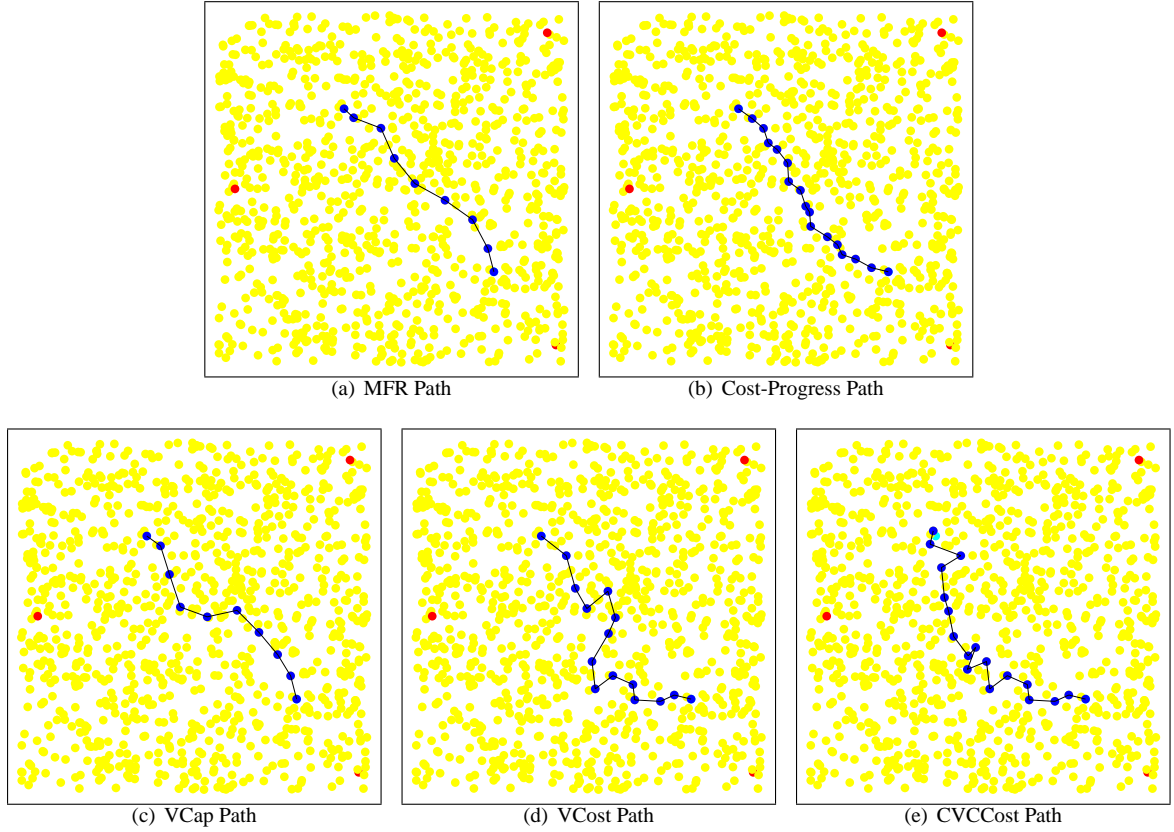 (a) MFR Path
(b) Cost-Progress Path
(c) VCap Path
(d) VCost Path
(e) CVCCost Path